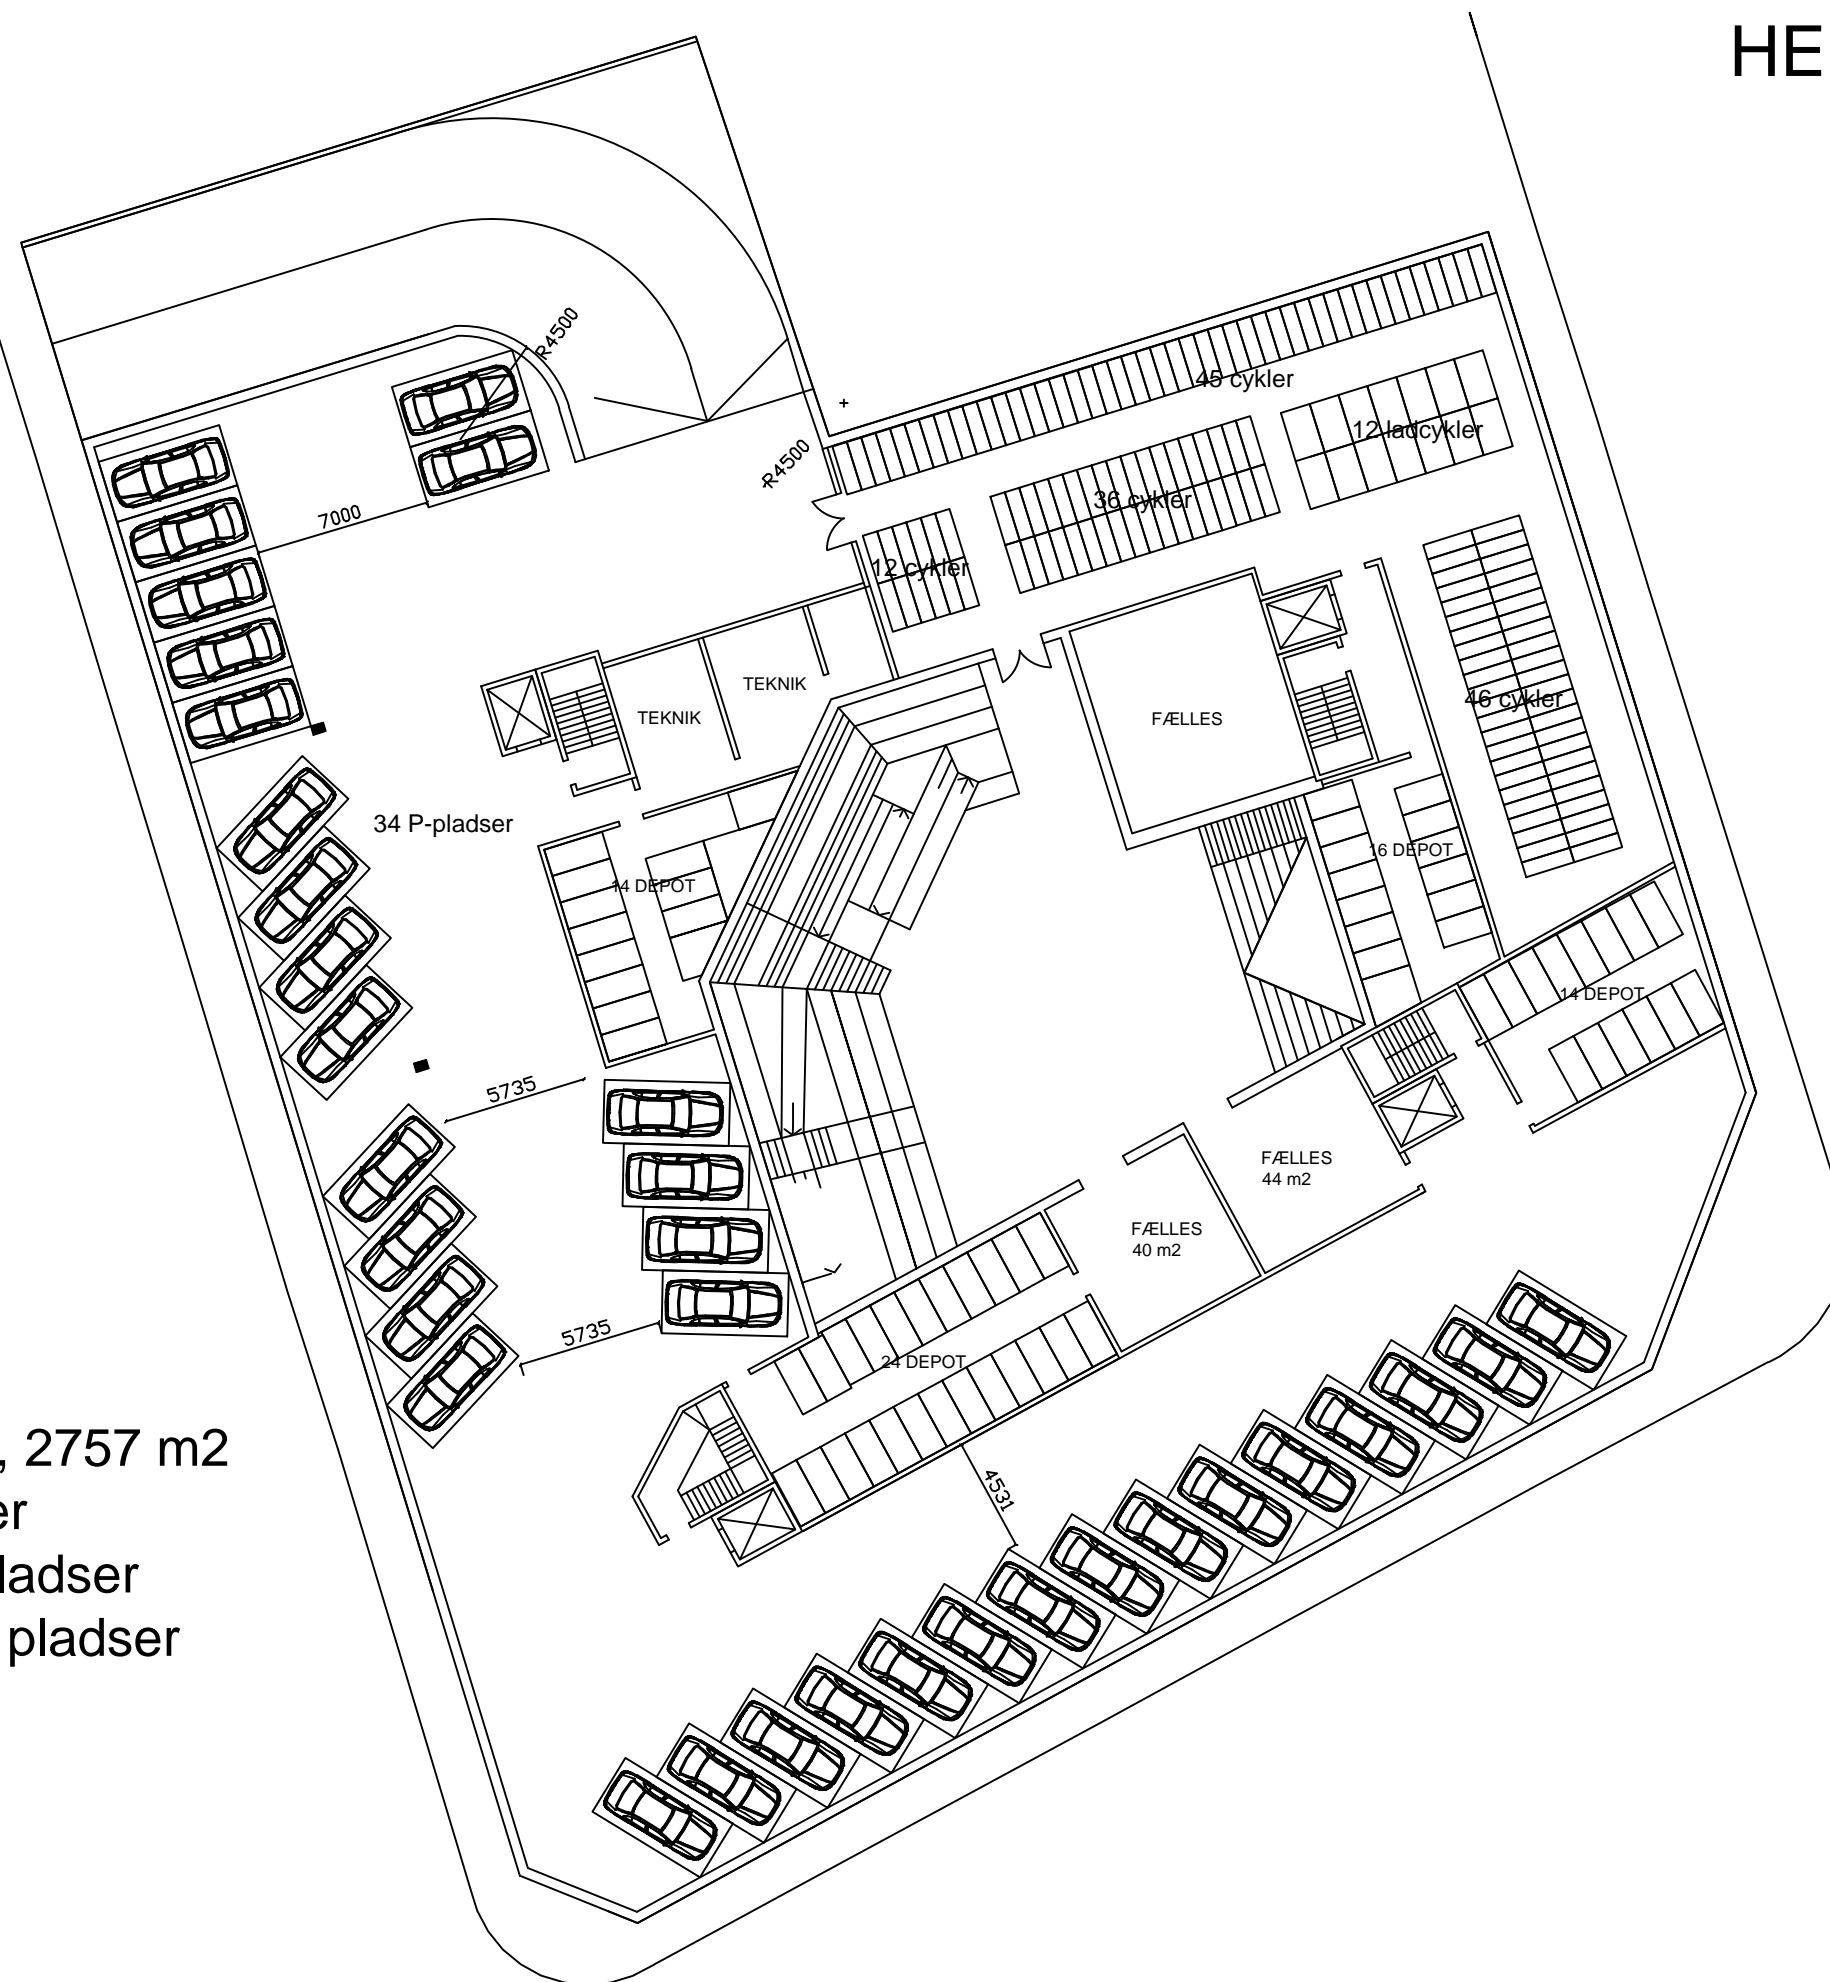 HE
R4500
45 cykler
12 ladcykler
R4500
36 cykler
7000
12 cykler
TEKNIK
46 cykler
TEKNIK
FÆLLES
34 P-pladser
16 DEPOT
14 DEPOT
14 DEPOT
5735
FÆLLES
44 m2
FÆLLES
40 m2
5735
24 DEPOT
, 2757 m2
er
ladser
pladser
4531